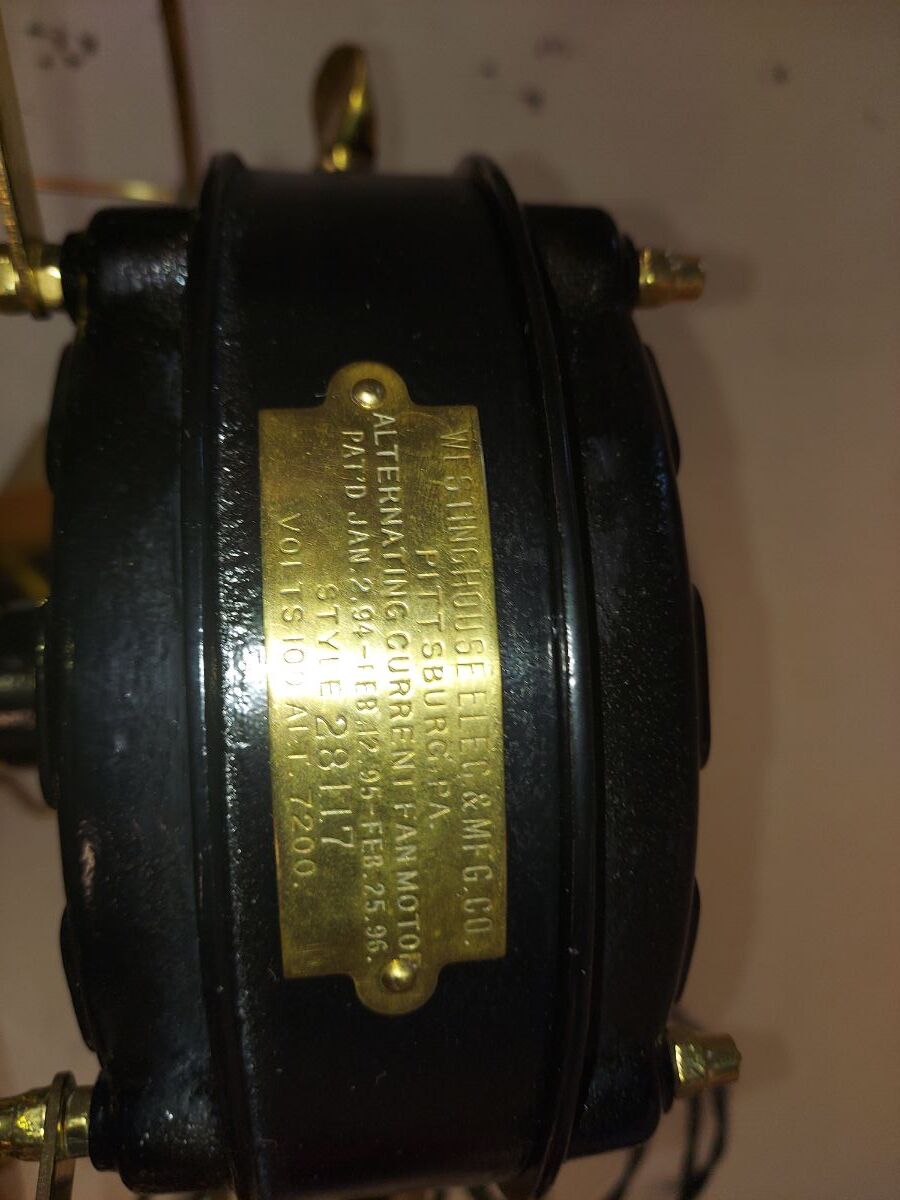 WESTINGHOUSE ELEC. & MFG. CO.
PITTSBURG, PA.
ALTERNATING CURRENT FAN MOTOR
PAT'D JAN. 2, 94-FEB. 12, 95-FEB. 25, 96.
STYLE 28117
VOLTS 100 ALT. 7200.